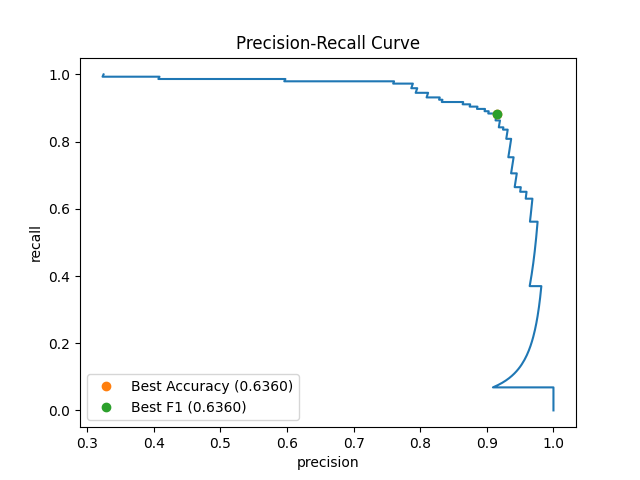 Precision-Recall Curve
1.0
0.8
0.6
0.4
0.2
0.0
recall
Best Accuracy (0.6360)
Best F1 (0.6360)
0.3 0.4 0.5 0.6 0.7 0.8 0.9 1.0
precision